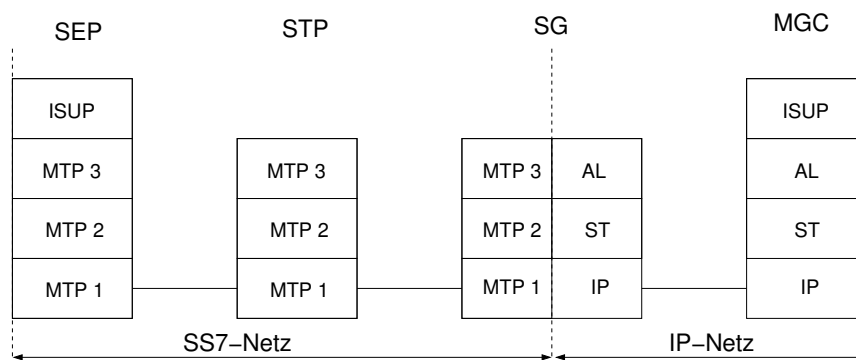 SEP STP SG MGC
ISUP ISUP
MTP 3 MTP 3 MTP 3 AL AL
MTP 2 MTP 2 MTP 2 ST ST
MTP 1 MTP 1 MTP 1 IP IP
SS7-Netz IP-Netz